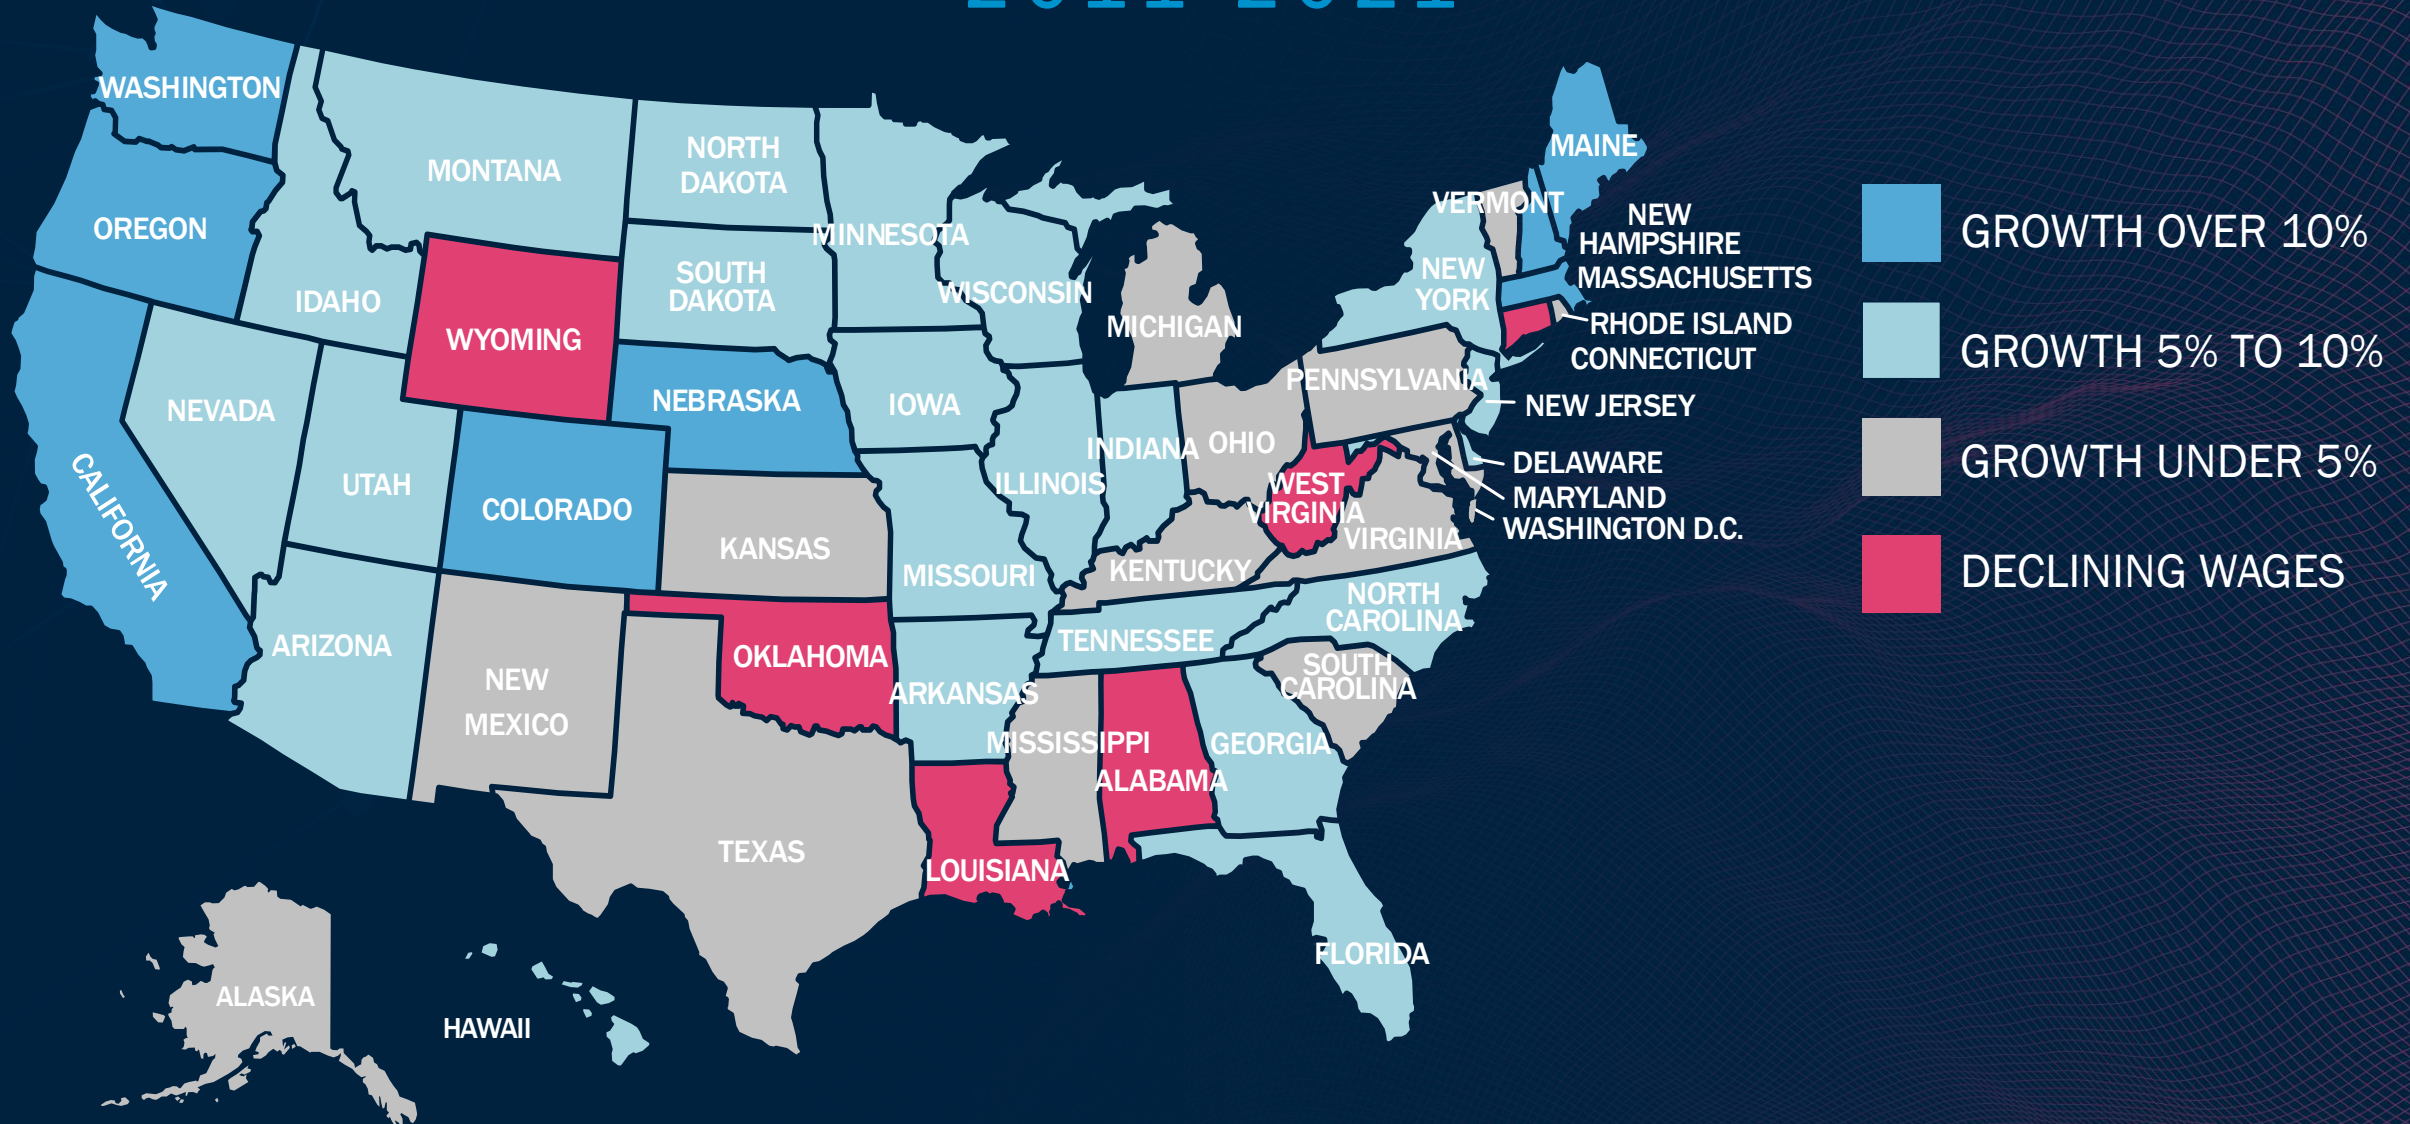 WASHINGTON
MONTANA
NORTH
DAKOTA
MAINE
OREGON
MINNESOTA
VERMONT
NEW
HAMPSHIRE
MASSACHUSETTS
IDAHO
WYOMING
SOUTH
DAKOTA
WISCONSIN
MICHIGAN
NEW
YORK
RHODE ISLAND
CONNECTICUT
NEVADA
NEBRASKA
IOWA
PENNSYLVANIA
NEW JERSEY
CALIFORNIA
UTAH
COLORADO
ILLINOIS
INDIANA
OHIO
WEST
VIRGINIA
DELAWARE
MARYLAND
WASHINGTON D.C.
KANSAS
MISSOURI
KENTUCKY
VIRGINIA
ARIZONA
NEW
MEXICO
OKLAHOMA
ARKANSAS
TENNESSEE
NORTH
CAROLINA
SOUTH
CAROLINA
TEXAS
LOUISIANA
MISSISSIPPI
ALABAMA
GEORGIA
FLORIDA
ALASKA
HAWAII
GROWTH OVER 10%
GROWTH 5% TO 10%
GROWTH UNDER 5%
DECLINING WAGES